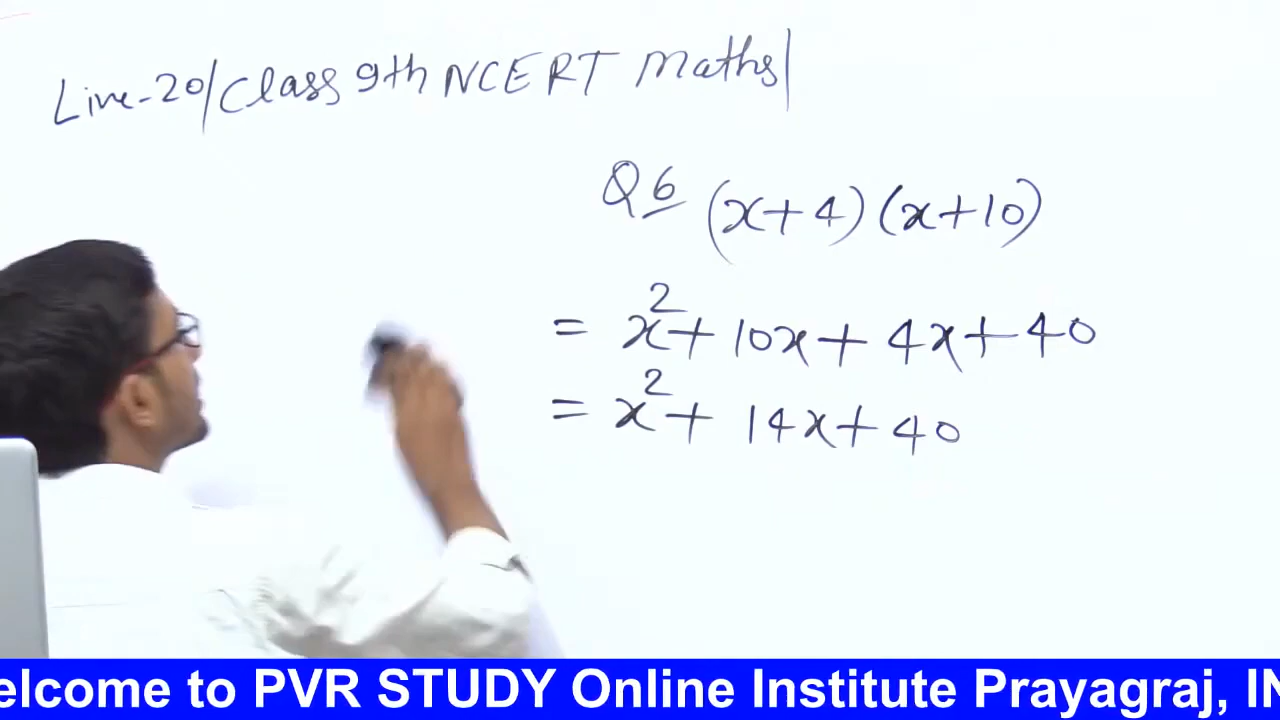 Live-20/Class 9th NCERT Maths|
Q6 (x+4)(x+10)
= x²+10x+4x+40
= x²+14x+40
elcome to PVR STUDY Online Institute Prayagraj, IN